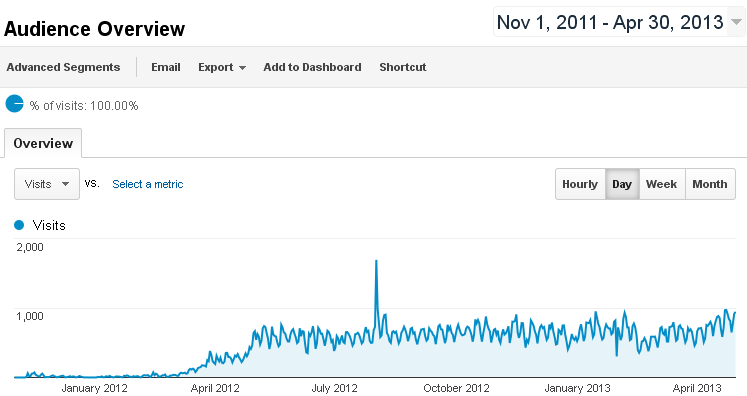 Audience Overview
Nov 1, 2011 - Apr 30, 2013
Advanced Segments Email Export Add to Dashboard Shortcut
% of visits: 100.00%
Overview
Visits vs. Select a metric Hourly Day Week Month
Visits
2,000
1,000
January 2012 April 2012 July 2012 October 2012 January 2013 April 2013